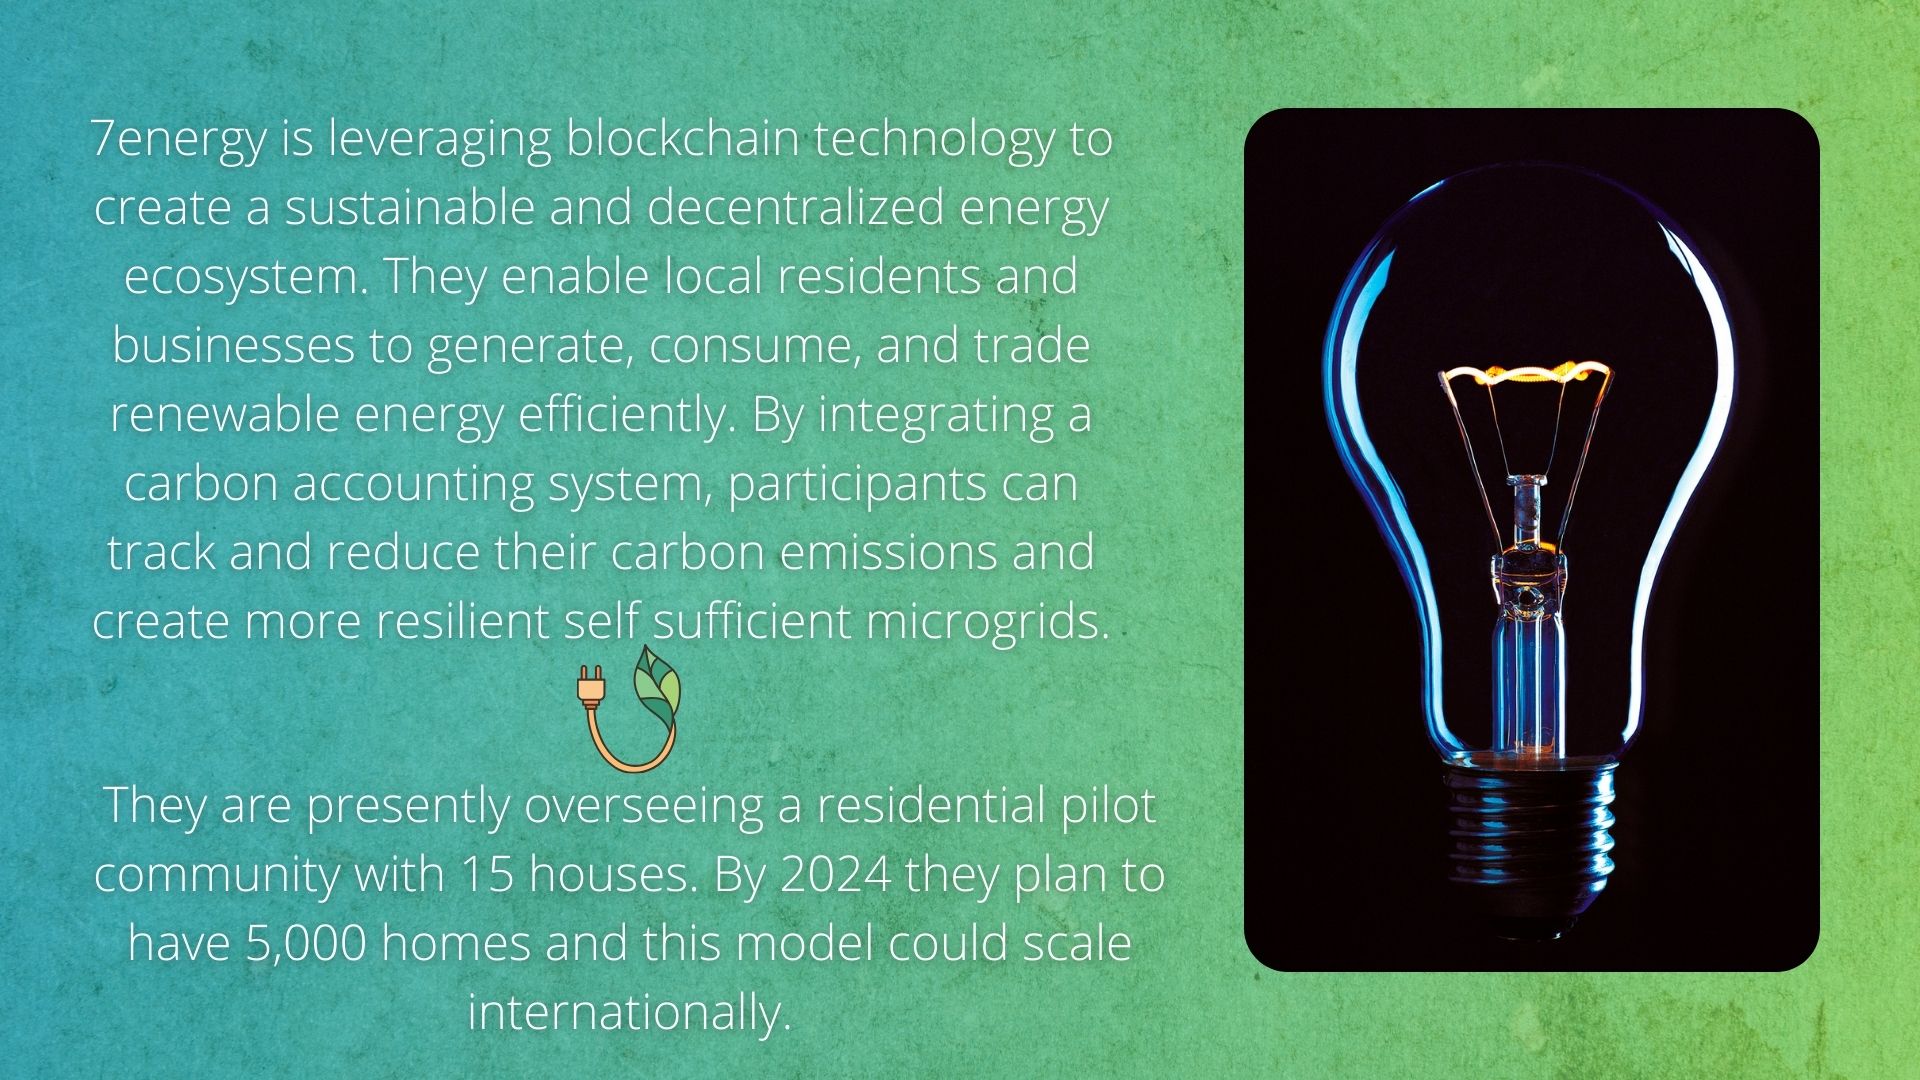 7energy is leveraging blockchain technology to
create a sustainable and decentralized energy
ecosystem. They enable local residents and
businesses to generate, consume, and trade
renewable energy efficiently. By integrating a
carbon accounting system, participants can
track and reduce their carbon emissions and
create more resilient self sufficient microgrids.
They are presently overseeing a residential pilot
community with 15 houses. By 2024 they plan to
have 5,000 homes and this model could scale
internationally.